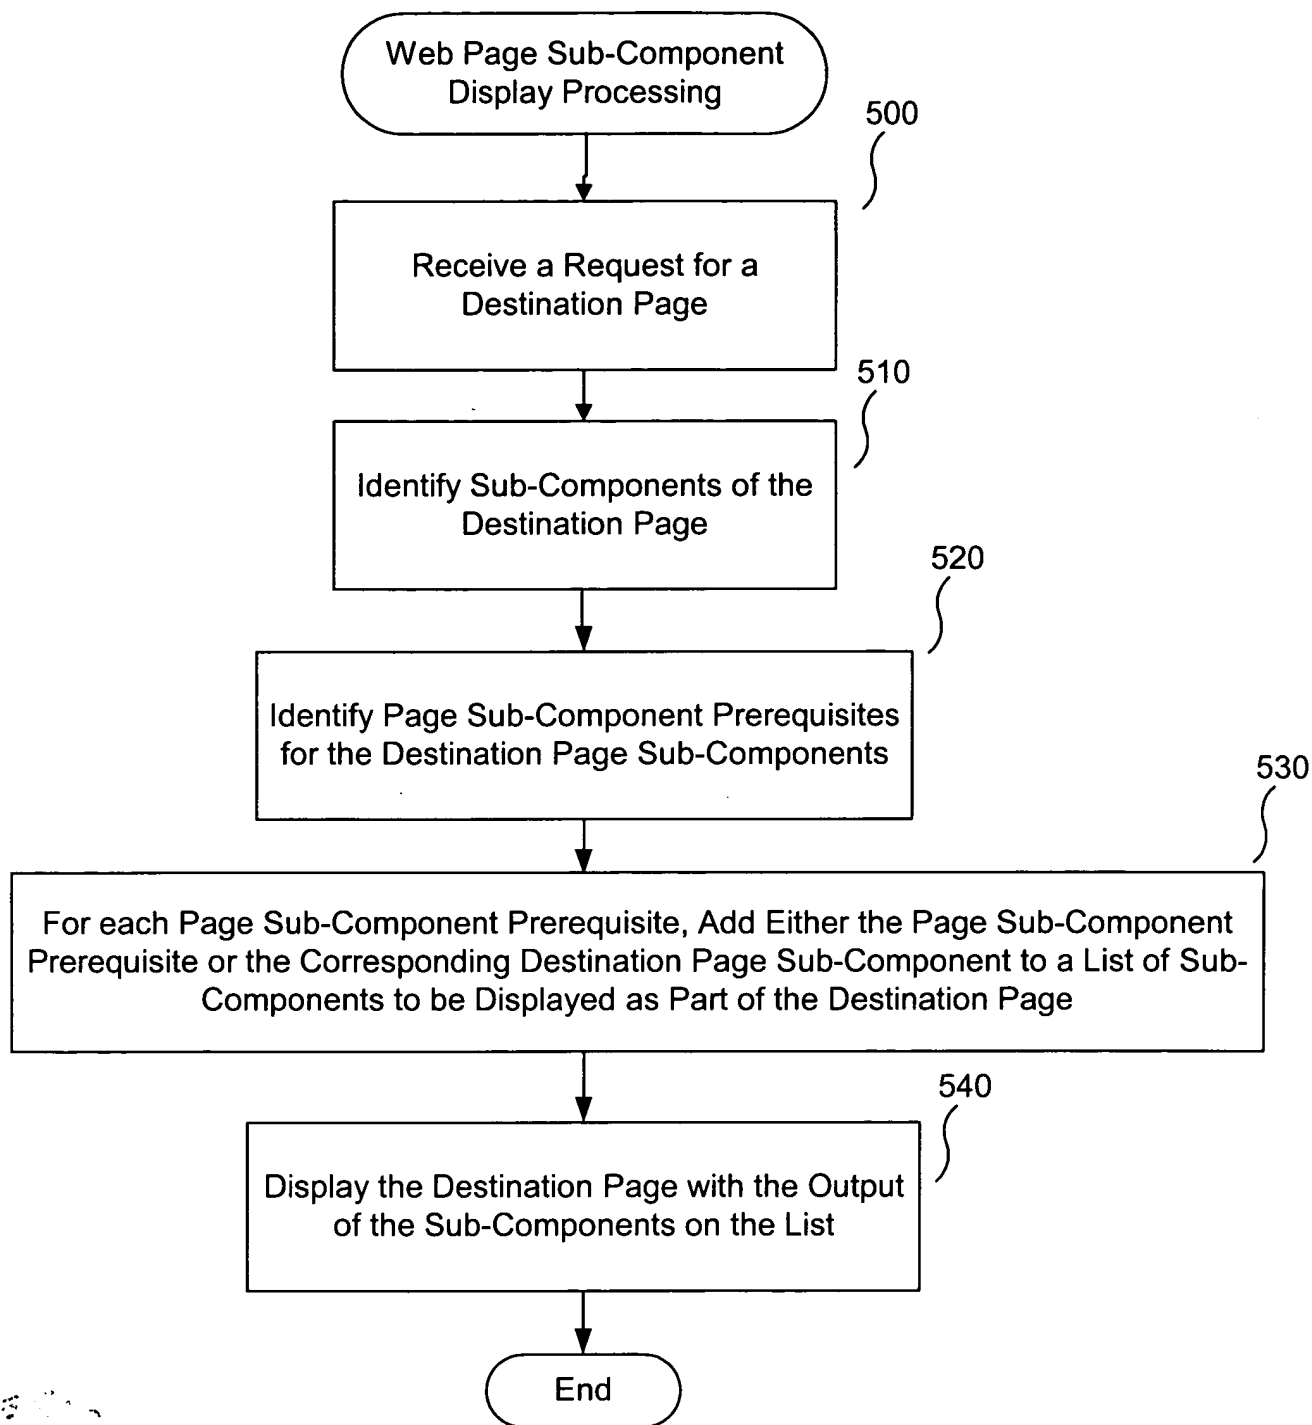 Web Page Sub-Component
Display Processing
500
Receive a Request for a
Destination Page
510
Identify Sub-Components of the
Destination Page
520
Identify Page Sub-Component Prerequisites
for the Destination Page Sub-Components
530
For each Page Sub-Component Prerequisite, Add Either the Page Sub-Component
Prerequisite or the Corresponding Destination Page Sub-Component to a List of Sub-
Components to be Displayed as Part of the Destination Page
540
Display the Destination Page with the Output
of the Sub-Components on the List
End